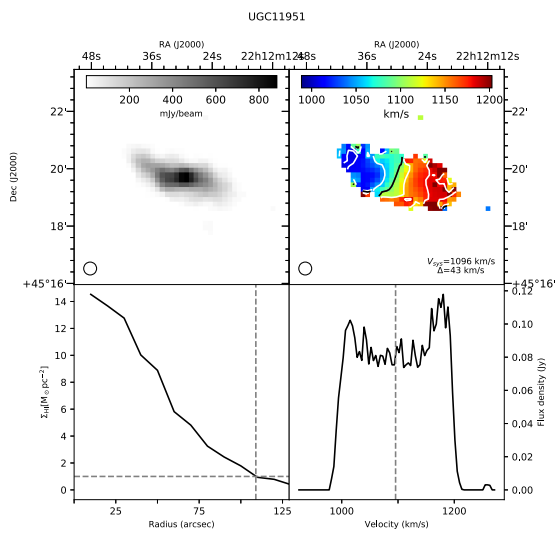 UGC11951
RA (J2000)
RA (J2000)
48s 36s 24s 22h12m12s
48s 36s 24s 22h12m12s
200 400 600 800
mJy/beam
1000 1050 1100 1150 1200
km/s
Dec (J2000)
22'
20'
18'
+45°16'
22'
20'
18'
+45°16'
V_sys=1096 km/s
Δ=43 km/s
14
12
10
8
6
4
2
0
Σ_HI[M_⊙pc⁻²]
25 75 125
Radius (arcsec)
0.12
0.10
0.08
0.06
0.04
0.02
0.00
Flux density (Jy)
1000 1200
Velocity (km/s)